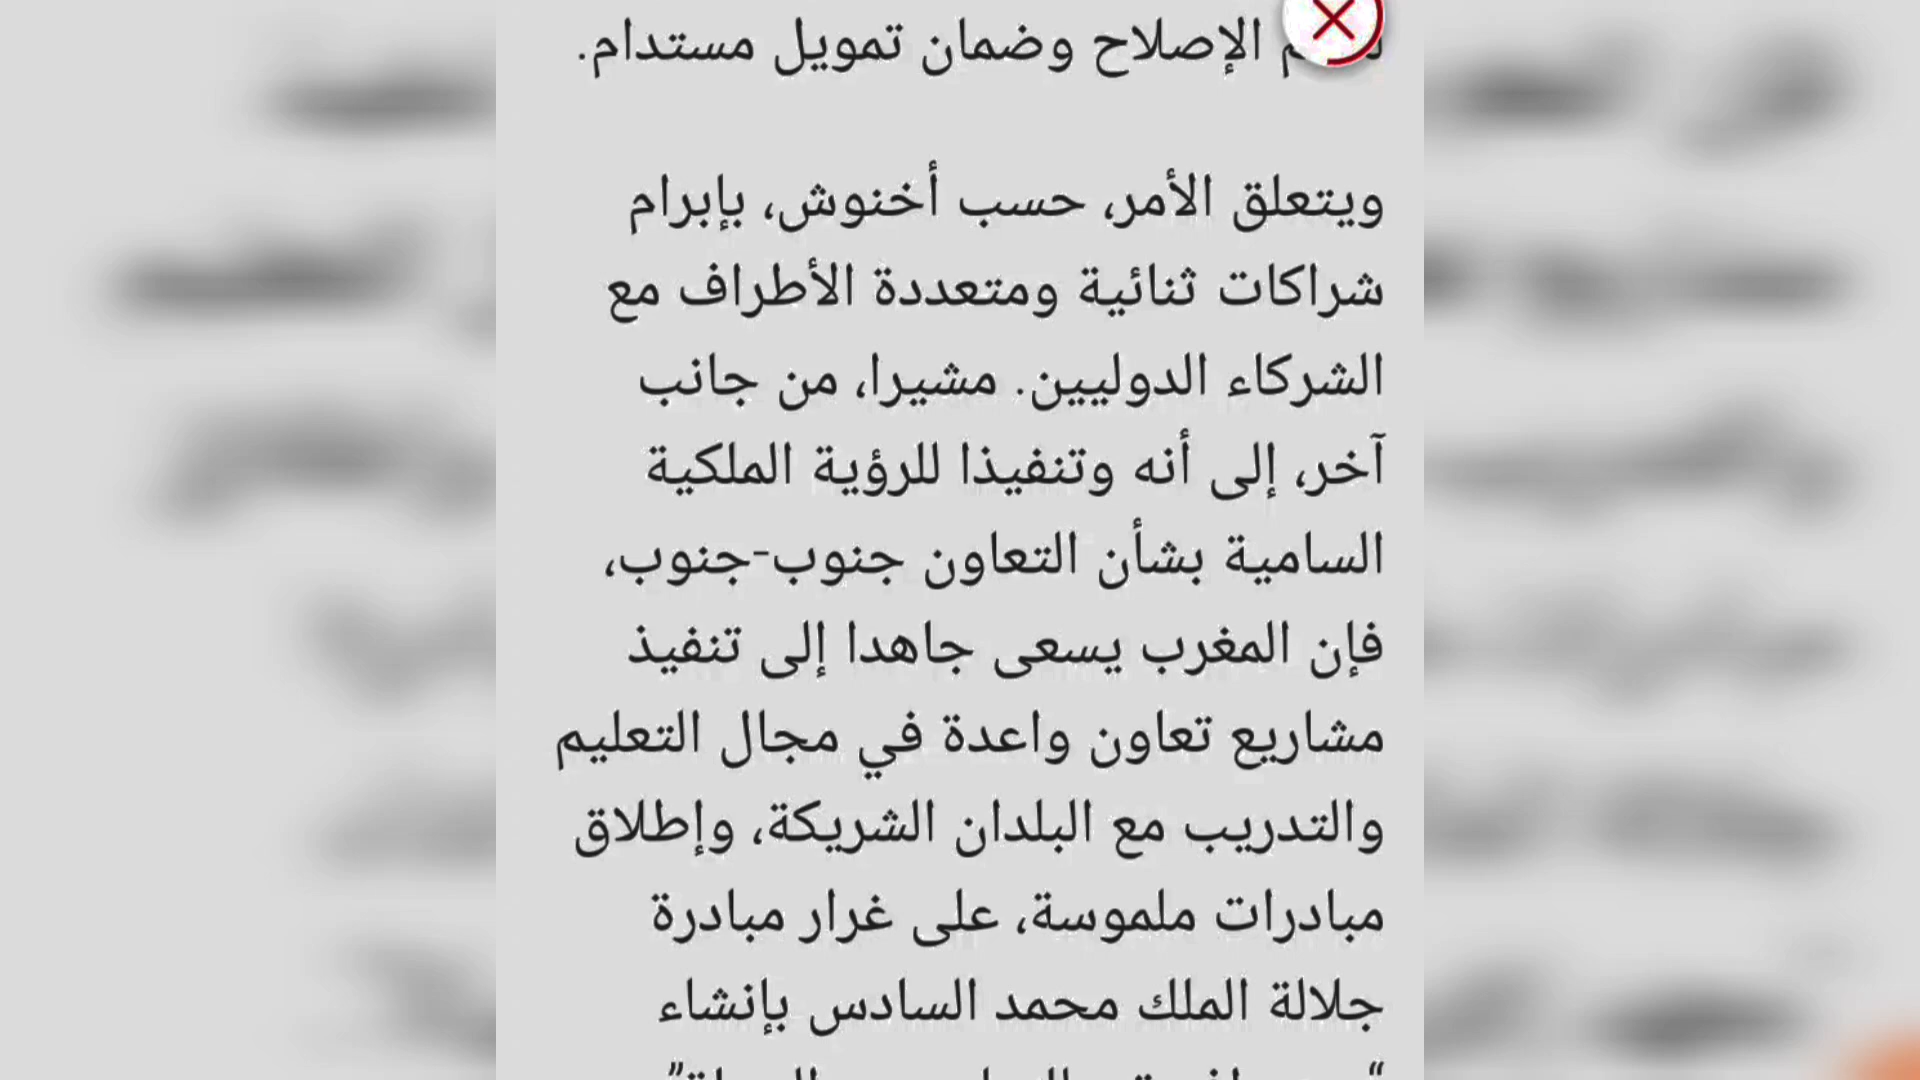 الإصلاح وضمان تمويل مستدام.
ويتعلق الأمر، حسب أخنوش، بإبرام
شراكات ثنائية ومتعددة الأطراف مع
الشركاء الدوليين. مشيرا، من جانب
آخر، إلى أنه وتنفيذا للرؤية الملكية
السامية بشأن التعاون جنوب-جنوب،
فإن المغرب يسعى جاهدا إلى تنفيذ
مشاريع تعاون واعدة في مجال التعليم
والتدريب مع البلدان الشريكة، وإطلاق
مبادرات ملموسة، على غرار مبادرة
جلالة الملك محمد السادس بإنشاء